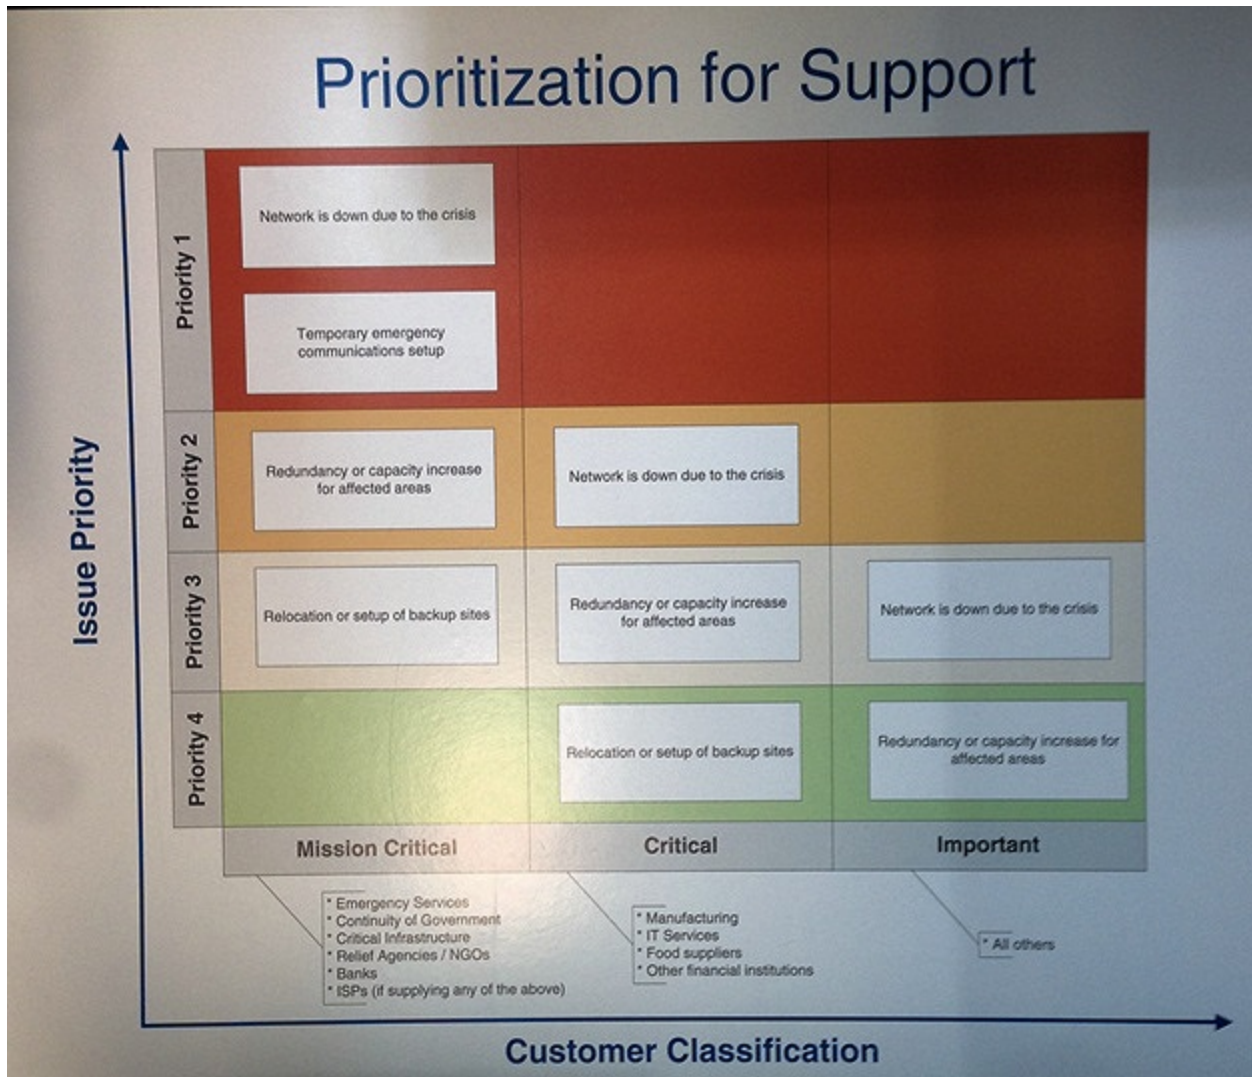 Prioritization for Support
Issue Priority
Priority 1
Network is down due to the crisis
Temporary emergency
communications setup
Priority 2
Redundancy or capacity increase
for affected areas
Network is down due to the crisis
Priority 3
Relocation or setup of backup sites
Redundancy or capacity increase
for affected areas
Network is down due to the crisis
Priority 4
Relocation or setup of backup sites
Redundancy or capacity increase for
affected areas
Mission Critical
Critical
Important
* Emergency Services
* Continuity of Government
* Critical Infrastructure
* Relief Agencies / NGOs
* Banks
* ISPs (if supplying any of the above)
* Manufacturing
* IT Services
* Food suppliers
* Other financial institutions
* All others
Customer Classification